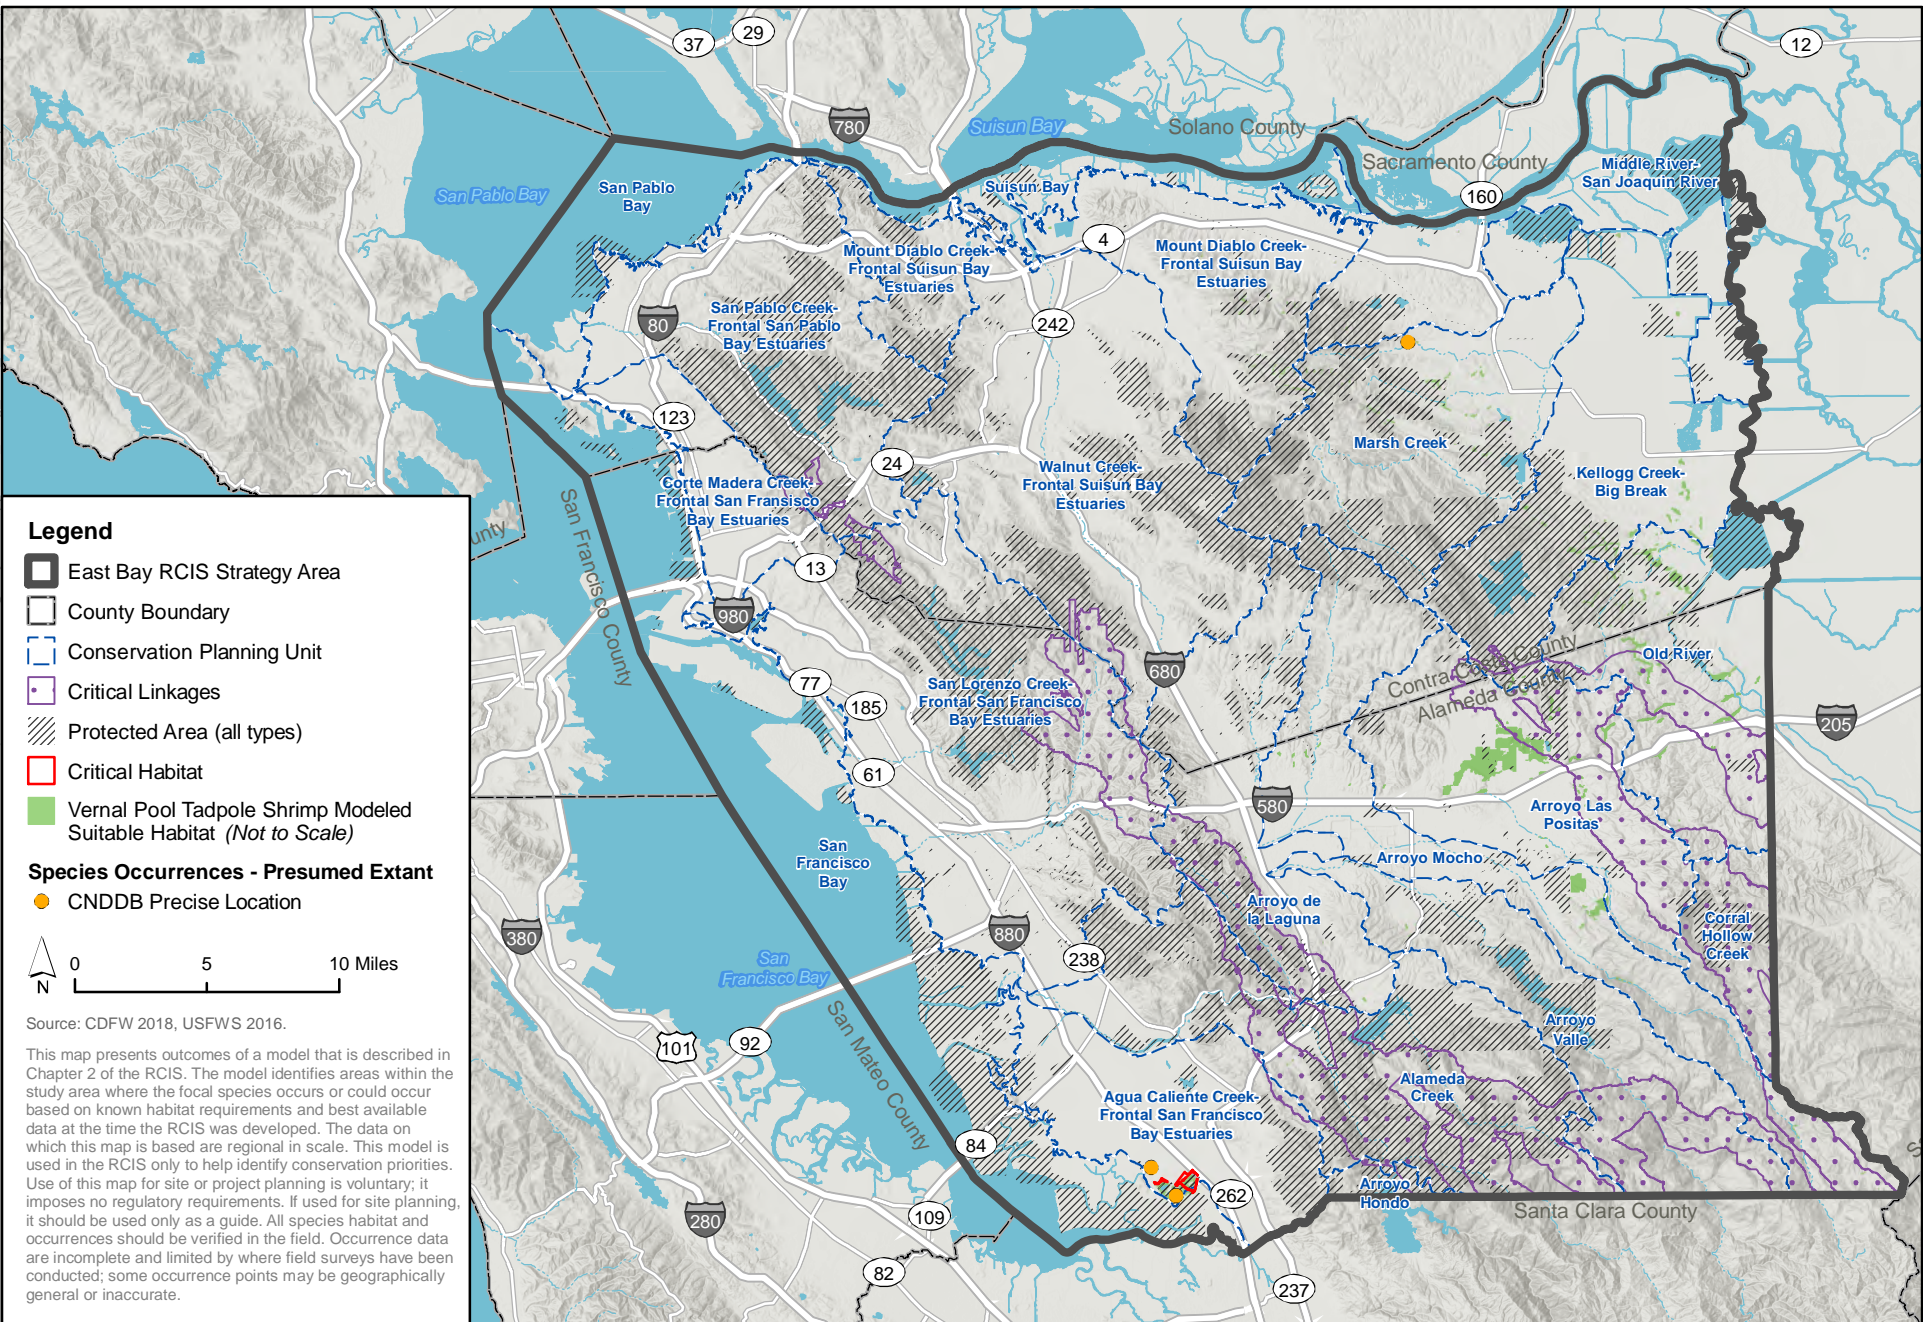 37
29
12
780
Suisun Bay
Solano County
Sacramento County
Middle River-
San Joaquin River
San Pablo Bay
San Pablo
Bay
Suisun Bay
160
4
Mount Diablo Creek-
Frontal Suisun Bay
Estuaries
Mount Diablo Creek-
Frontal Suisun Bay
Estuaries
80
San Pablo Creek-
Frontal San Pablo
Bay Estuaries
242
123
24
Marsh Creek
Walnut Creek-
Frontal Suisun Bay
Estuaries
Kellogg Creek-
Big Break
Corte Madera Creek-
Frontal San Fransisco
Bay Estuaries
unty
San Francisco County
13
980
Contra Costa County
Alameda County
Old River
680
77
185
San Lorenzo Creek-
Frontal San Francisco
Bay Estuaries
205
61
580
Arroyo Las
Positas
San
Francisco
Bay
Arroyo Mocho
Arroyo de
la Laguna
Corral
Hollow
Creek
380
880
238
San
Francisco Bay
San Mateo County
101
92
Arroyo
Valle
Alameda
Creek
Agua Caliente Creek-
Frontal San Francisco
Bay Estuaries
84
262
Arroyo
Hondo
Santa Clara County
S
280
109
82
237
Legend
East Bay RCIS Strategy Area
County Boundary
Conservation Planning Unit
Critical Linkages
Protected Area (all types)
Critical Habitat
Vernal Pool Tadpole Shrimp Modeled
Suitable Habitat (Not to Scale)
Species Occurrences - Presumed Extant
CNDDB Precise Location
N
0 5 10 Miles
Source: CDFW 2018, USFWS 2016.
This map presents outcomes of a model that is described in
Chapter 2 of the RCIS. The model identifies areas within the
study area where the focal species occurs or could occur
based on known habitat requirements and best available
data at the time the RCIS was developed. The data on
which this map is based are regional in scale. This model is
used in the RCIS only to help identify conservation priorities.
Use of this map for site or project planning is voluntary; it
imposes no regulatory requirements. If used for site planning,
it should be used only as a guide. All species habitat and
occurrences should be verified in the field. Occurrence data
are incomplete and limited by where field surveys have been
conducted; some occurrence points may be geographically
general or inaccurate.